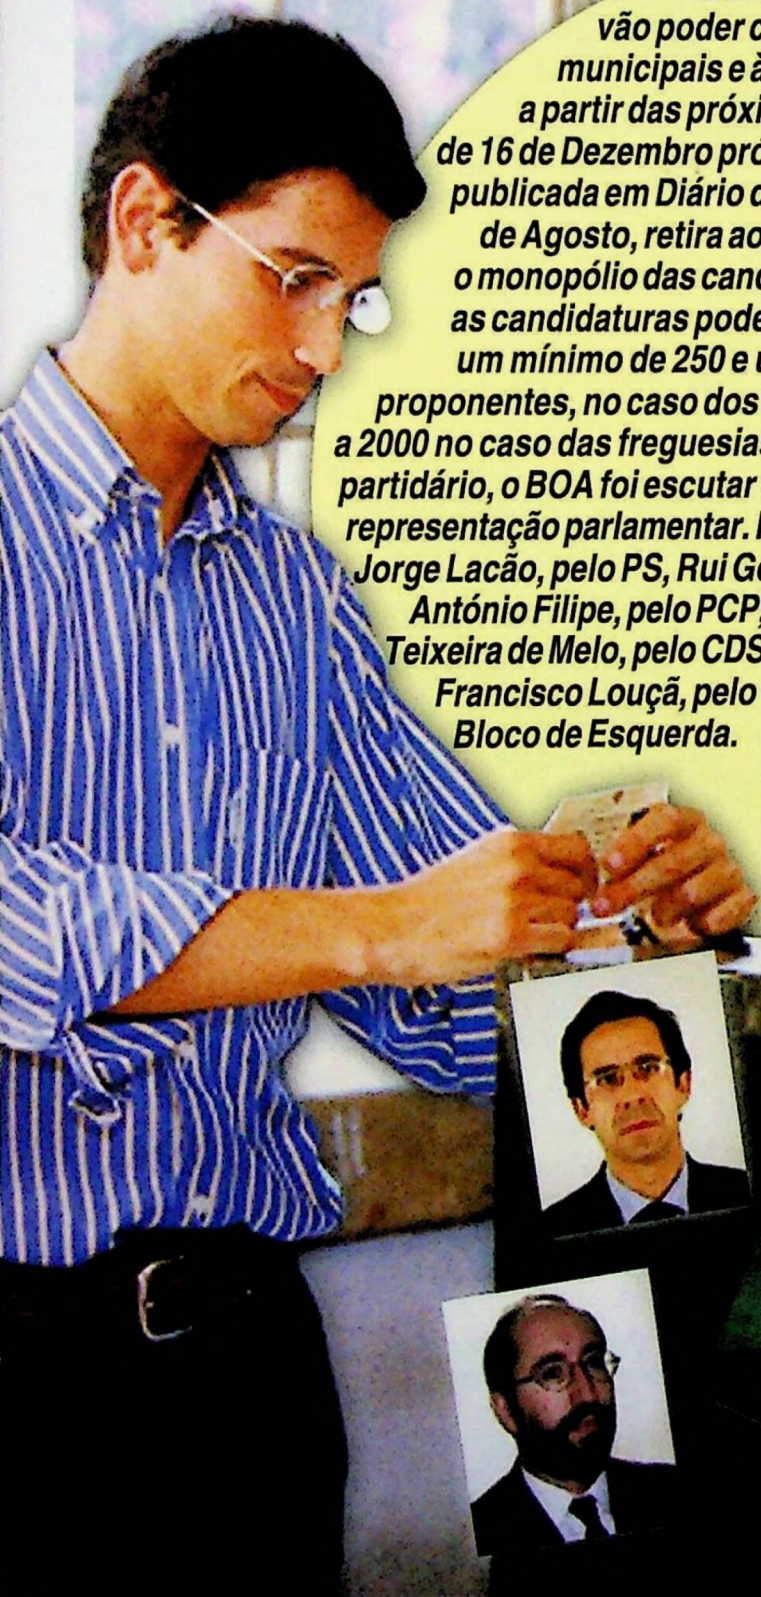 vão poder c
municipais e à
a partir das próxi
de 16 de Dezembro pró
publicada em Diário d
de Agosto, retira ao
o monopólio das cand
as candidaturas pode
um mínimo de 250 e u
proponentes, no caso dos
a 2000 no caso das freguesias
partidário, o BOA foi escutar
representação parlamentar.
Jorge Lacão, pelo PS, Rui Go
António Filipe, pelo PCP,
Teixeira de Melo, pelo CDS
Francisco Louçã, pelo
Bloco de Esquerda.